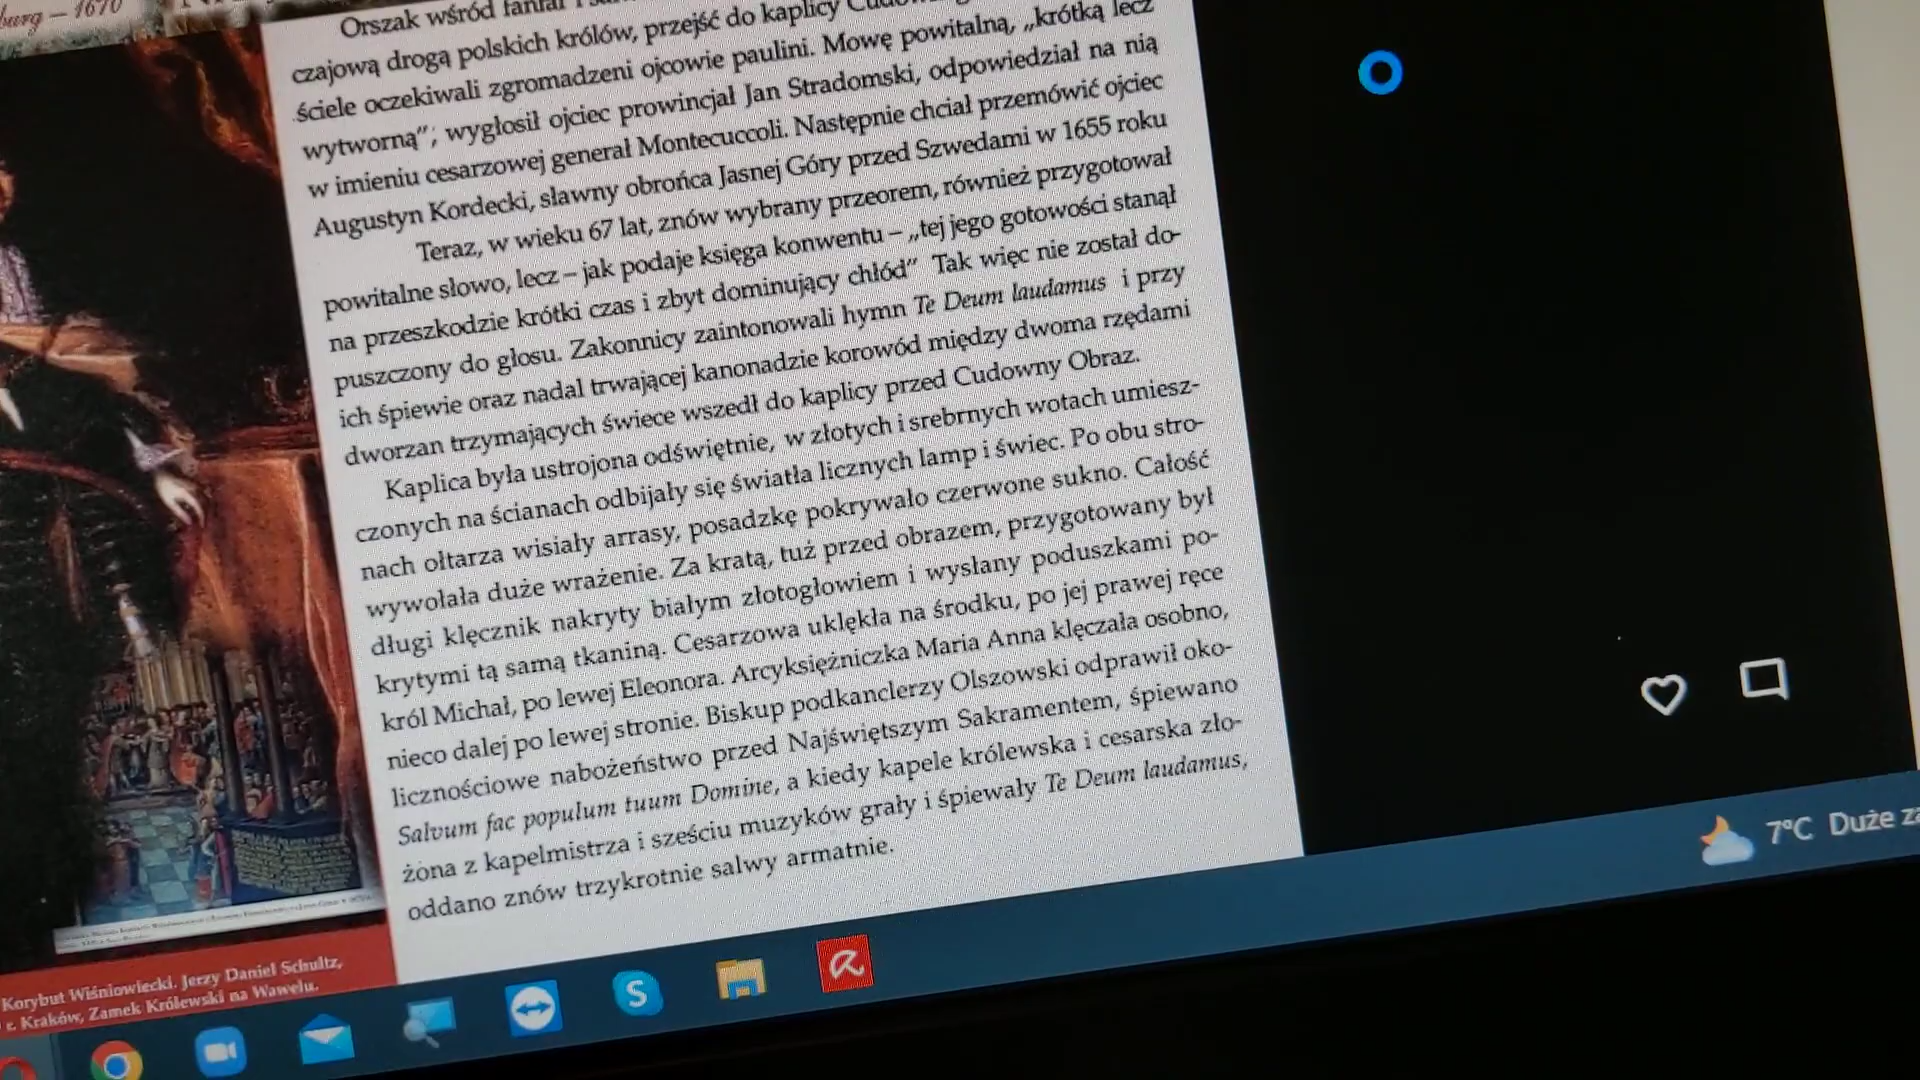 burg – 1670
Orszak wśród
czajową drogą polskich królów, przejść do kaplicy
ściele oczekiwali zgromadzeni ojcowie paulini. Mowę powitalną, „krótką lecz
wytworną”; wygłosił ojciec prowincjał Jan Stradomski, odpowiedział na nią
w imieniu cesarzowej generał Montecuccoli. Następnie chciał przemówić ojciec
Augustyn Kordecki, sławny obrońca Jasnej Góry przed Szwedami w 1655 roku
Teraz, w wieku 67 lat, znów wybrany przeorem, również przygotował
powitalne słowo, lecz – jak podaje księga konwentu – „tej jego gotowości stanął
na przeszkodzie krótki czas i zbyt dominujący chłód” Tak więc nie został do-
puszczony do głosu. Zakonnicy zaintonowali hymn Te Deum laudamus i przy
ich śpiewie oraz nadal trwającej kanonadzie korowód między dwoma rzędami
dworzan trzymających świece wszedł do kaplicy przed Cudowny Obraz.
Kaplica była ustrojona odświętnie, w złotych i srebrnych wotach umiesz-
czonych na ścianach odbijały się światła licznych lamp i świec. Po obu stro-
nach ołtarza wisiały arrasy, posadzkę pokrywało czerwone sukno. Całość
wywołała duże wrażenie. Za kratą, tuż przed obrazem, przygotowany był
długi klęcznik nakryty białym złotogłowiem i wysłany poduszkami po-
krytymi tą samą tkaniną. Cesarzowa uklękła na środku, po jej prawej ręce
król Michał, po lewej Eleonora. Arcyksiężniczka Maria Anna klęczała osobno,
nieco dalej po lewej stronie. Biskup podkanclerzy Olszowski odprawił oko-
licznościowe nabożeństwo przed Najświętszym Sakramentem, śpiewano
Salvum fac populum tuum Domine, a kiedy kapele królewska i cesarska zło-
żona z kapelmistrza i sześciu muzyków grały i śpiewały Te Deum laudamus,
oddano znów trzykrotnie salwy armatnie.
Korybut Wiśniowiecki. Jerzy Daniel Schultz,
r. Kraków, Zamek Królewski na Wawelu.
7°C Duże